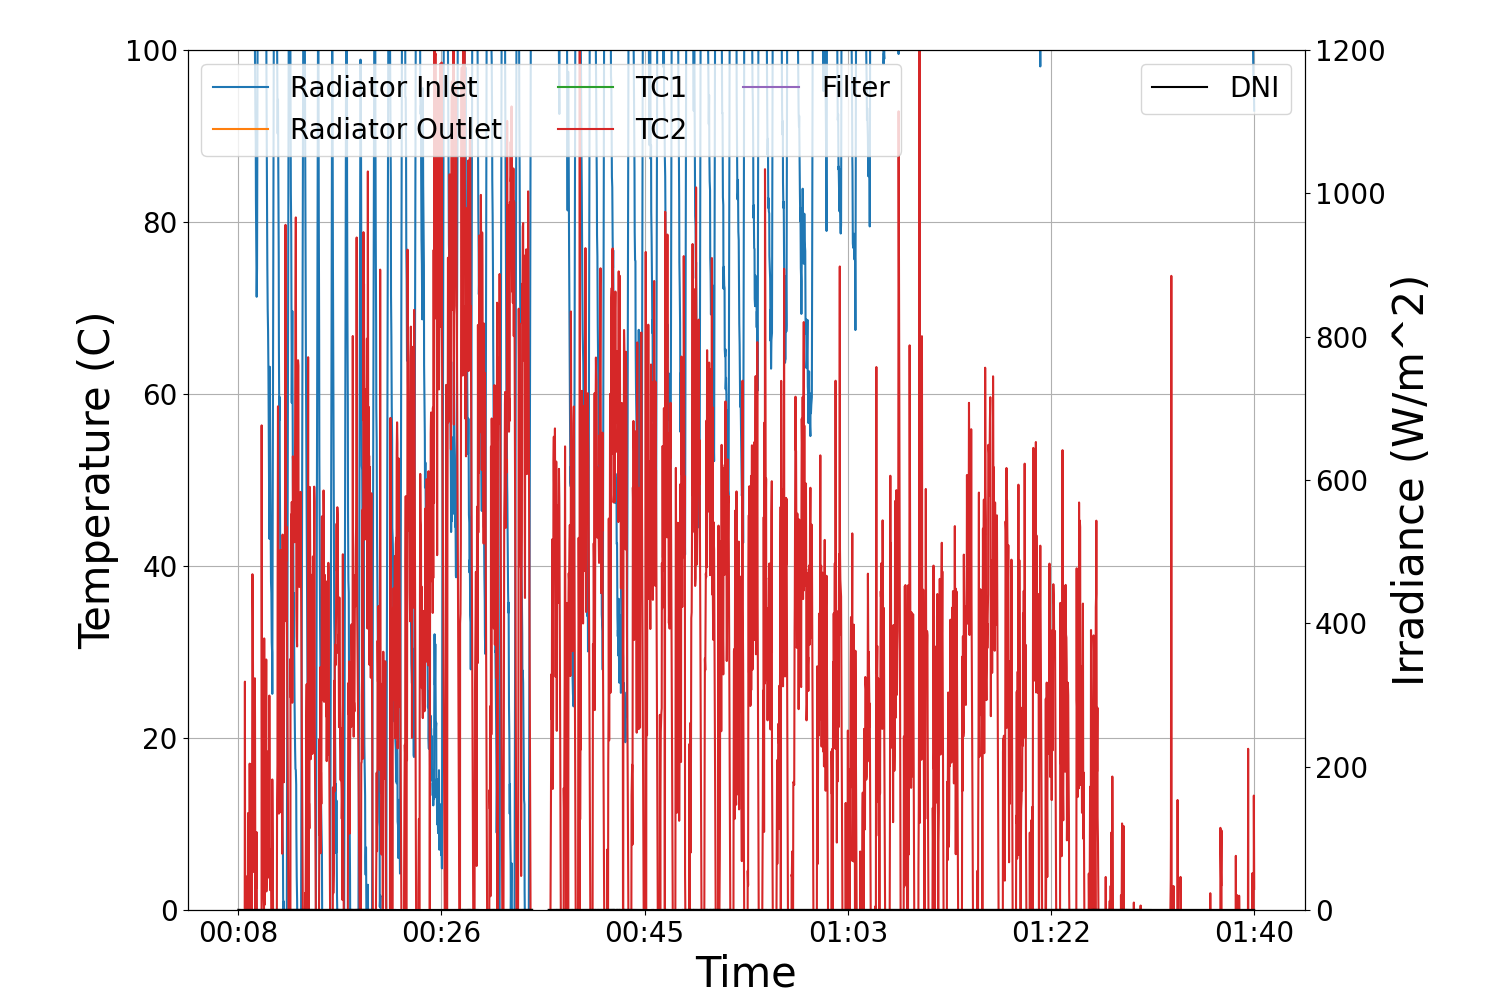 100
80
60
40
20
0
Temperature (C)
Radiator Inlet
Radiator Outlet
TC1
TC2
Filter
DNI
1200
1000
800
600
400
200
0
Irradiance (W/m^2)
00:08
00:26
00:45
01:03
01:22
01:40
Time